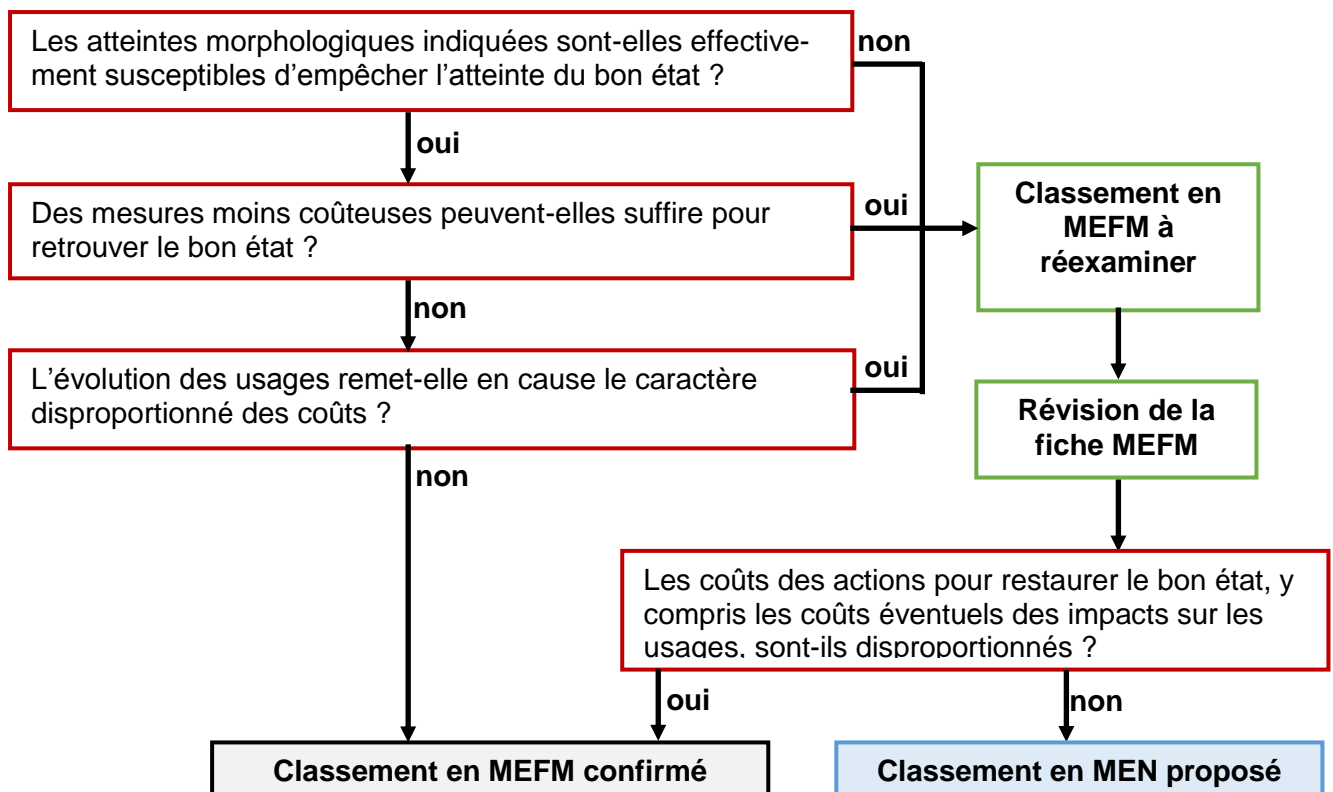 Les atteintes morphologiques indiquées sont-elles effective-
ment susceptibles d'empêcher l'atteinte du bon état ?
non
oui
Des mesures moins coûteuses peuvent-elles suffire pour
retrouver le bon état ?
oui
Classement en
MEFM à
réexaminer
non
L'évolution des usages remet-elle en cause le caractère
disproportionné des coûts ?
oui
Révision de la
fiche MEFM
non
Les coûts des actions pour restaurer le bon état, y
compris les coûts éventuels des impacts sur les
usages, sont-ils disproportionnés ?
oui
non
Classement en MEFM confirmé
Classement en MEN proposé